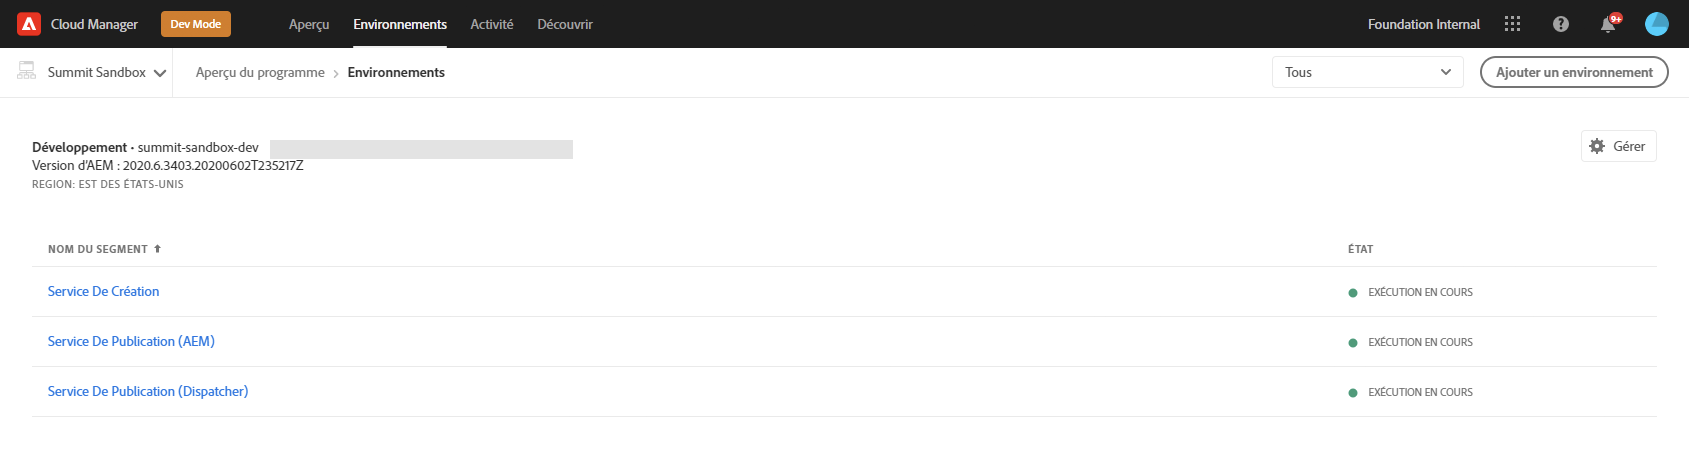 Cloud Manager Dev Mode Aperçu Environnements Activité Découvrir Foundation Internal 9+
Summit Sandbox Aperçu du programme > Environnements Tous Ajouter un environnement
Développement • summit-sandbox-dev Gérer
Version d'AEM : 2020.6.3403.20200602T235217Z
REGION: EST DES ÉTATS-UNIS
NOM DU SEGMENT ÉTAT
Service De Création EXÉCUTION EN COURS
Service De Publication (AEM) EXÉCUTION EN COURS
Service De Publication (Dispatcher) EXÉCUTION EN COURS